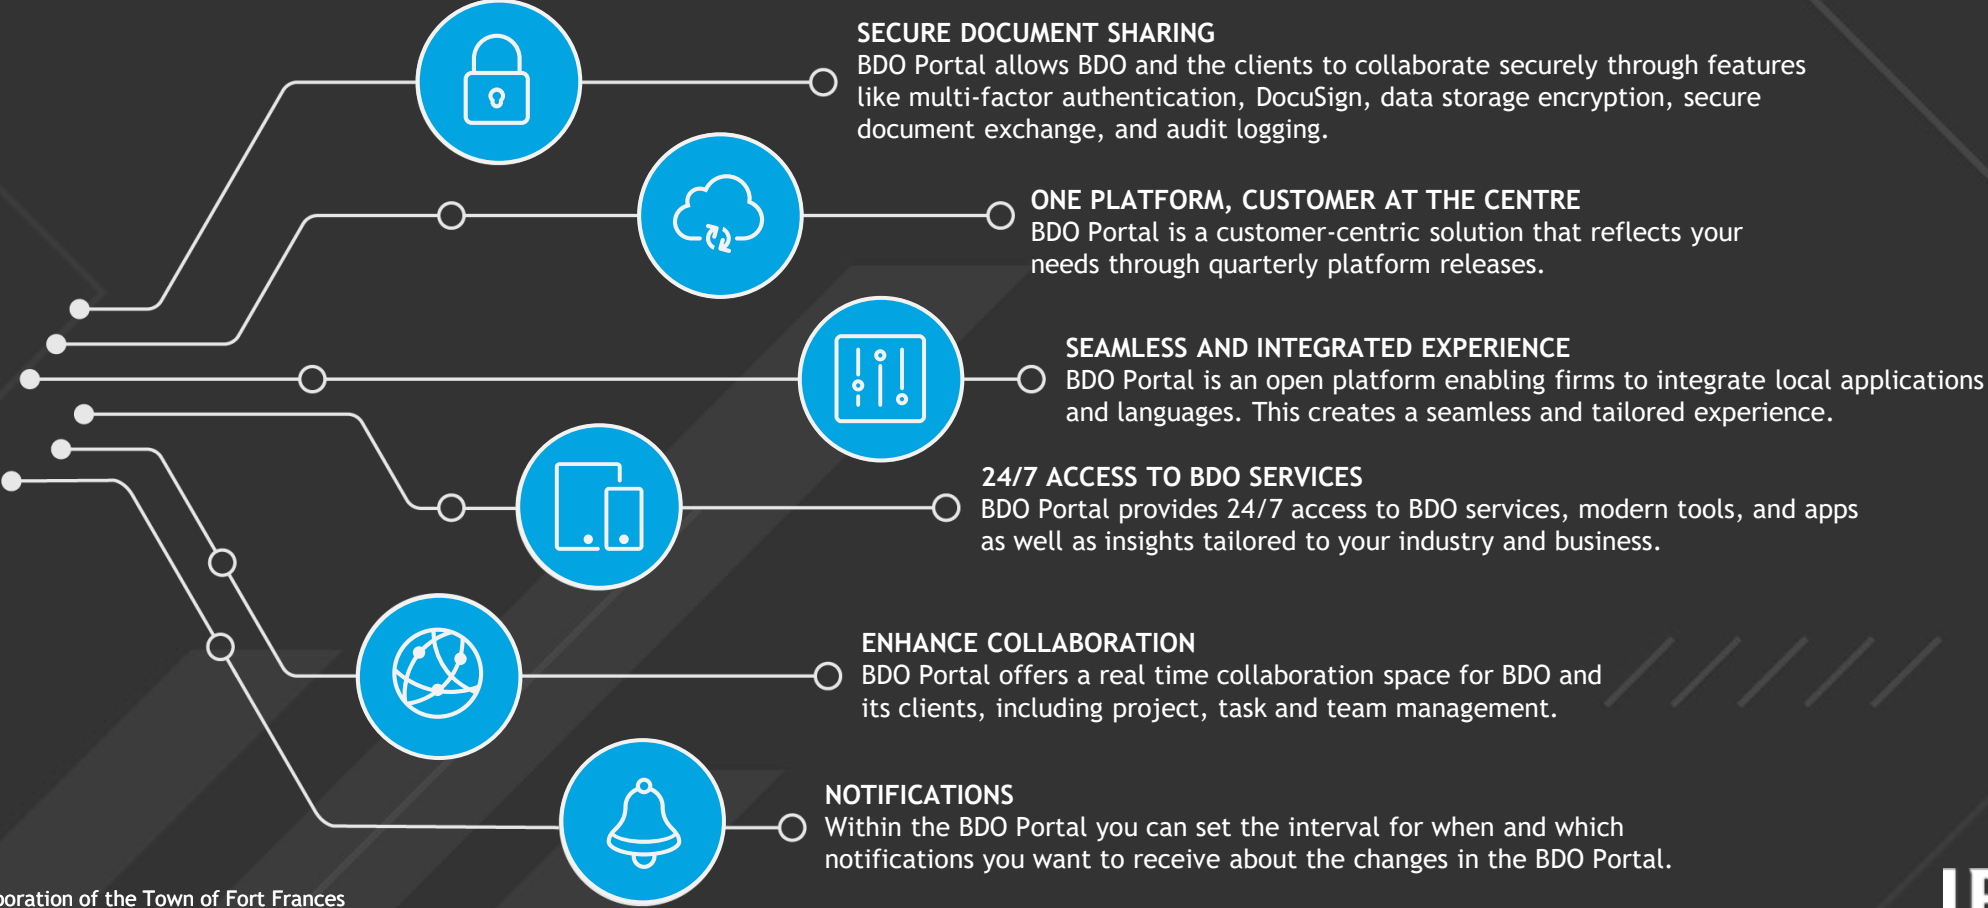 SECURE DOCUMENT SHARING
BDO Portal allows BDO and the clients to collaborate securely through features
like multi-factor authentication, DocuSign, data storage encryption, secure
document exchange, and audit logging.
ONE PLATFORM, CUSTOMER AT THE CENTRE
BDO Portal is a customer-centric solution that reflects your
needs through quarterly platform releases.
SEAMLESS AND INTEGRATED EXPERIENCE
BDO Portal is an open platform enabling firms to integrate local applications
and languages. This creates a seamless and tailored experience.
24/7 ACCESS TO BDO SERVICES
BDO Portal provides 24/7 access to BDO services, modern tools, and apps
as well as insights tailored to your industry and business.
ENHANCE COLLABORATION
BDO Portal offers a real time collaboration space for BDO and
its clients, including project, task and team management.
NOTIFICATIONS
Within the BDO Portal you can set the interval for when and which
notifications you want to receive about the changes in the BDO Portal.
of the Town of Fort Frances